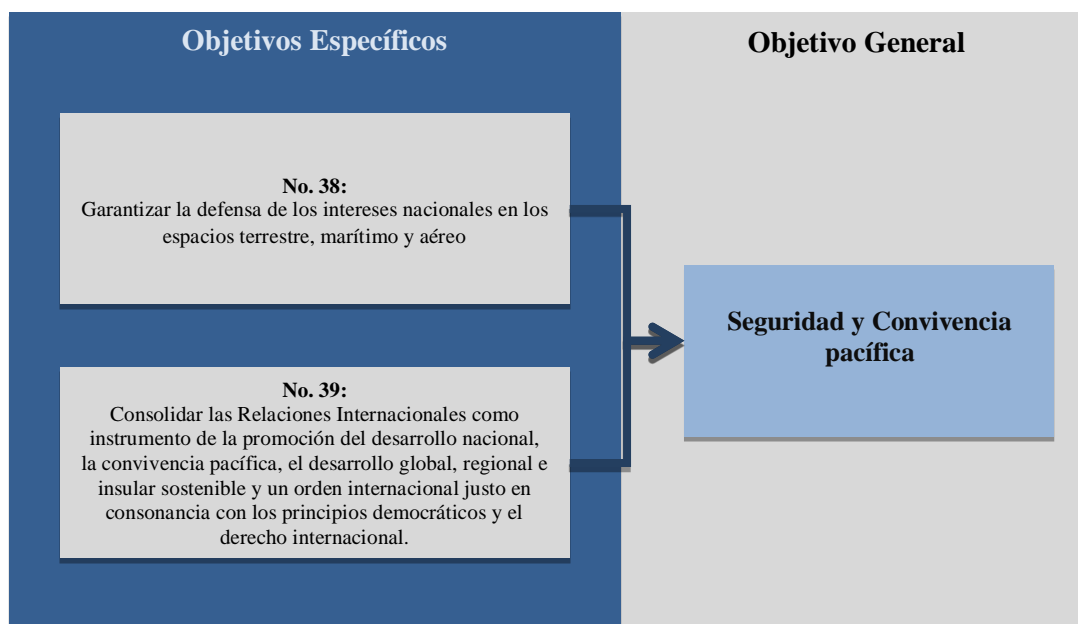 Objetivos Específicos
Objetivo General
No. 38:
Garantizar la defensa de los intereses nacionales en los
espacios terrestre, marítimo y aéreo
No. 39:
Consolidar las Relaciones Internacionales como
instrumento de la promoción del desarrollo nacional,
la convivencia pacífica, el desarrollo global, regional e
insular sostenible y un orden internacional justo en
consonancia con los principios democráticos y el
derecho internacional.
Seguridad y Convivencia
pacífica